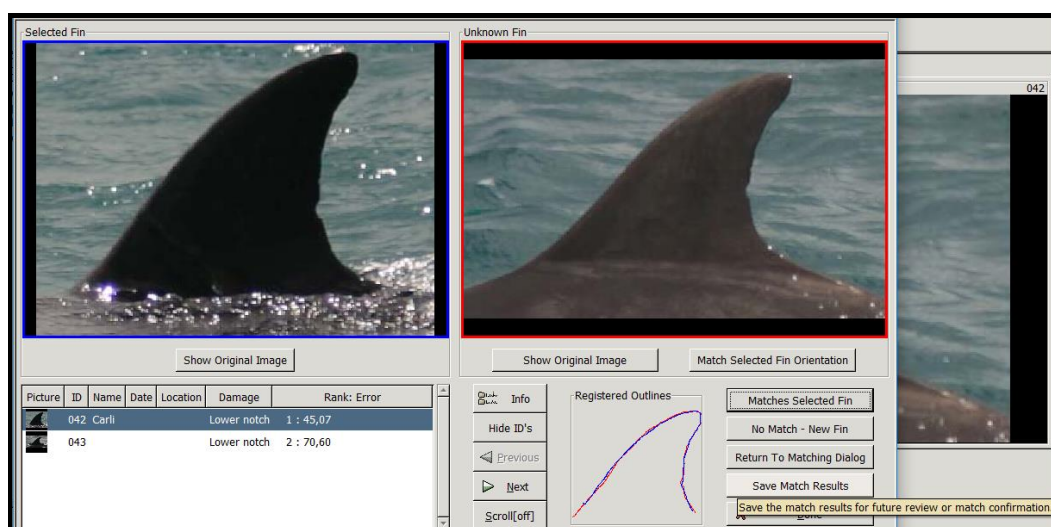 Selected Fin
Unknown Fin
042
Show Original Image
Show Original Image
Match Selected Fin Orientation
Picture ID Name Date Location Damage Rank: Error
042 Carli Lower notch 1 : 45,07
043 Lower notch 2 : 70,60
Info
Hide ID's
Previous
Next
Scroll[off]
Registered Outlines
Matches Selected Fin
No Match - New Fin
Return To Matching Dialog
Save Match Results
Save the match results for future review or match confirmation.